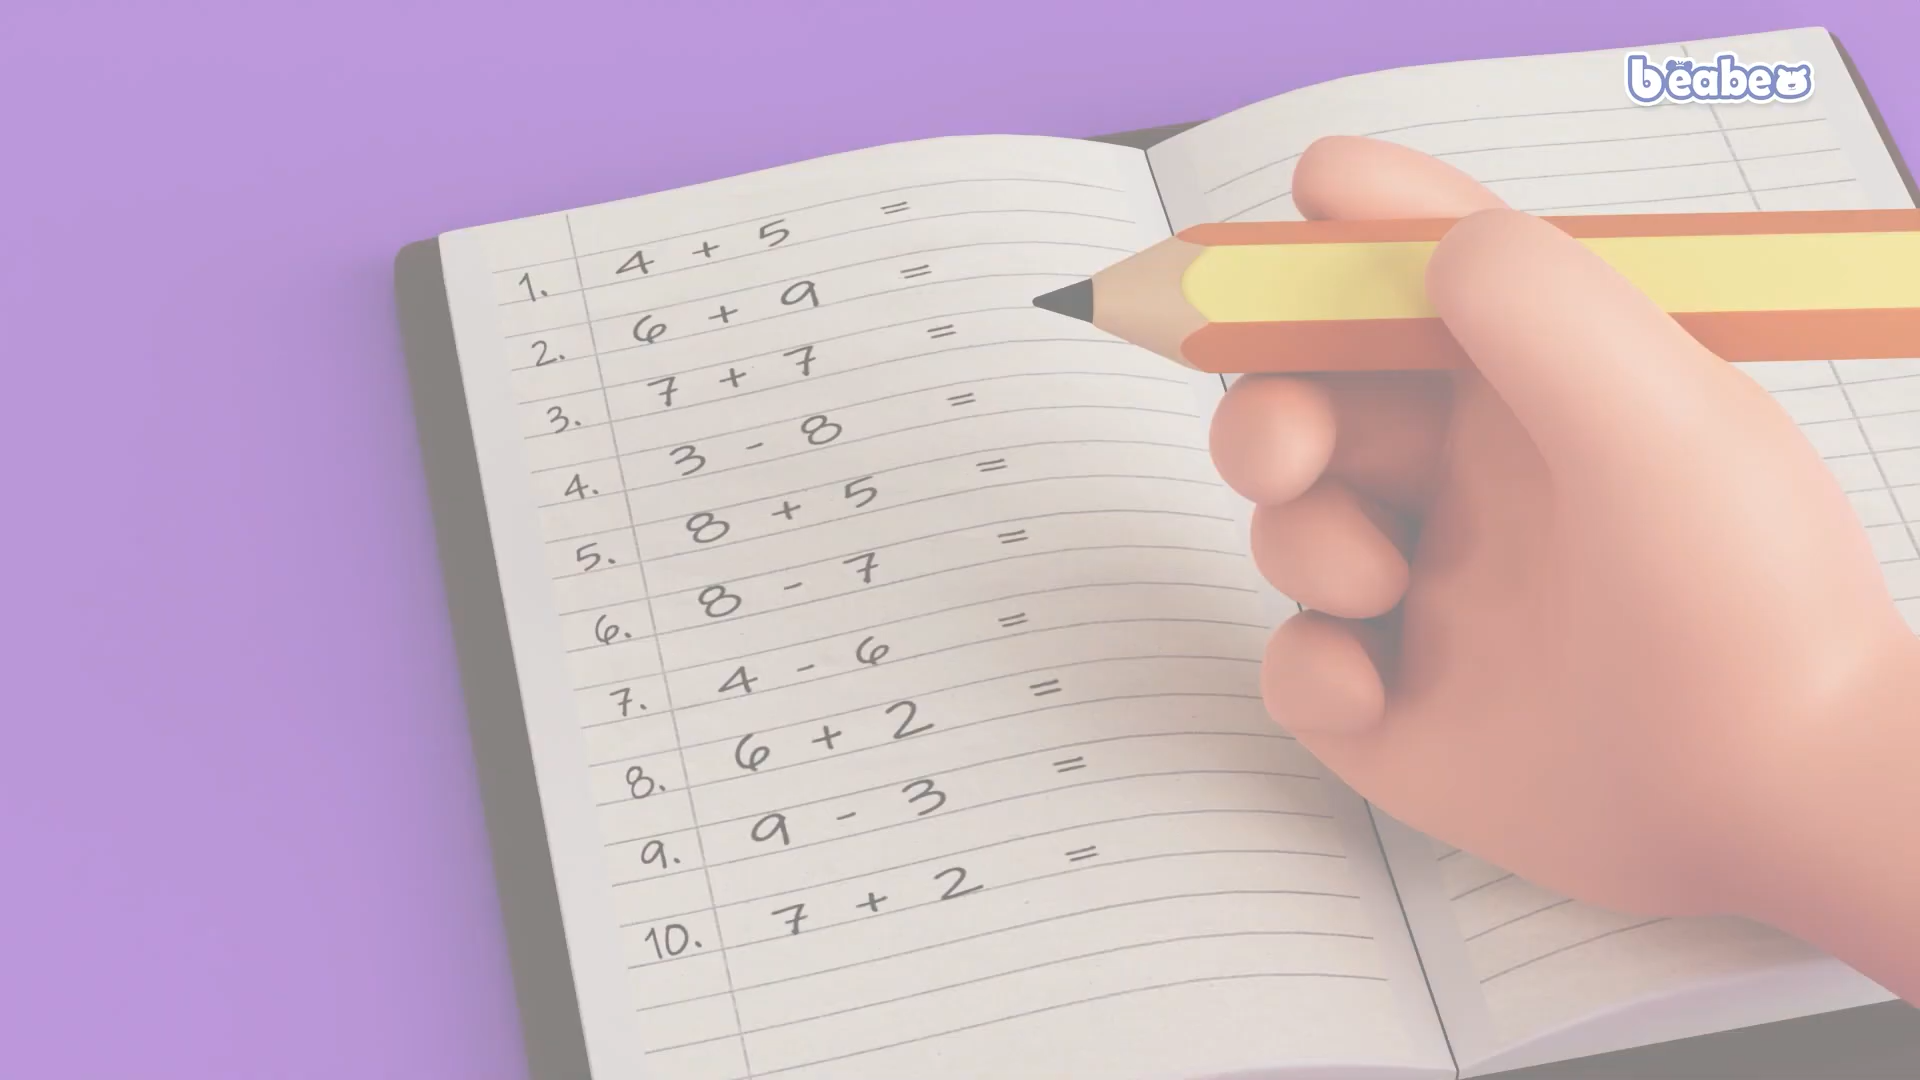 beabeo
1. 4 + 5 =
2. 6 + 9 =
3. 7 + 7 =
4. 3 - 8 =
5. 8 + 5 =
6. 8 - 7 =
7. 4 - 6 =
8. 6 + 2 =
9. 9 - 3 =
10. 7 + 2 =